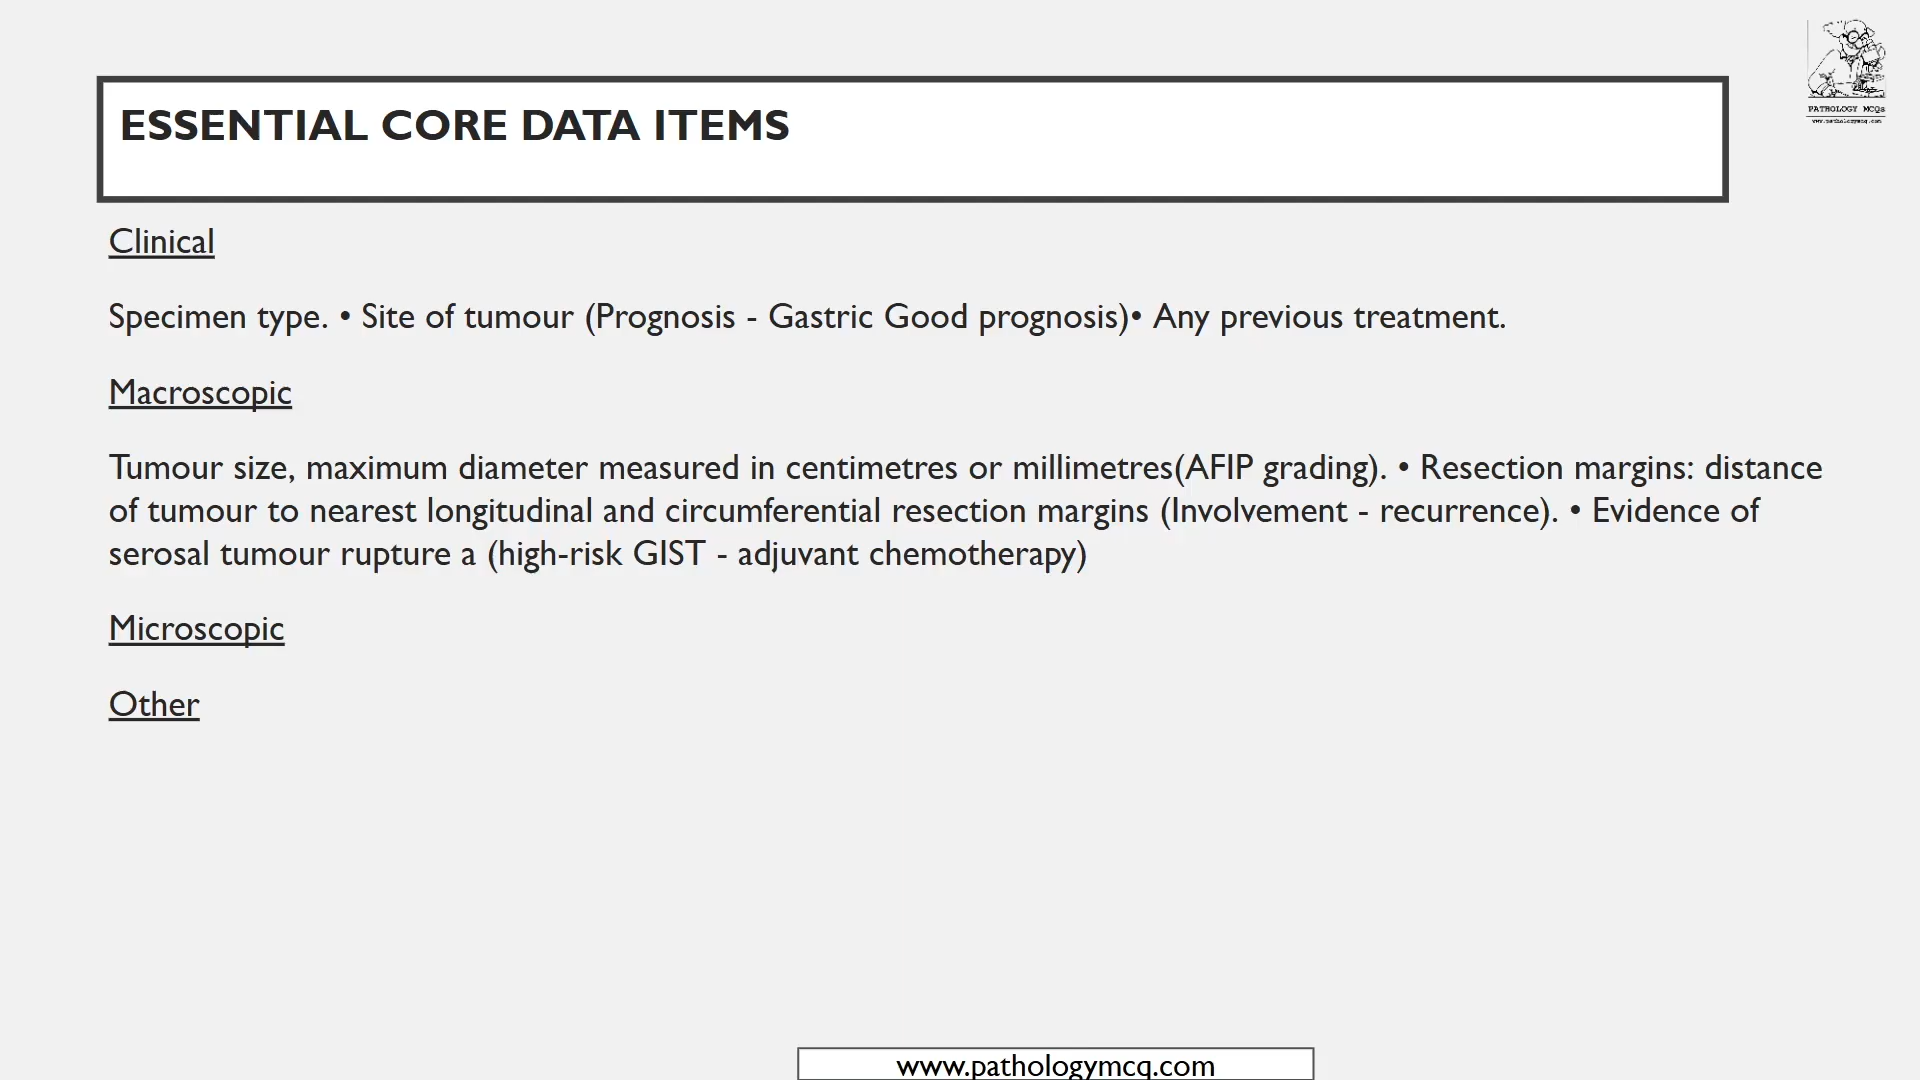 PATHOLOGY MCQs
www.pathologymcq.com
ESSENTIAL CORE DATA ITEMS
Clinical
Specimen type. • Site of tumour (Prognosis - Gastric Good prognosis)• Any previous treatment.
Macroscopic
Tumour size, maximum diameter measured in centimetres or millimetres(AFIP grading). • Resection margins: distance
of tumour to nearest longitudinal and circumferential resection margins (Involvement - recurrence). • Evidence of
serosal tumour rupture a (high-risk GIST - adjuvant chemotherapy)
Microscopic
Other
www.pathologymcq.com